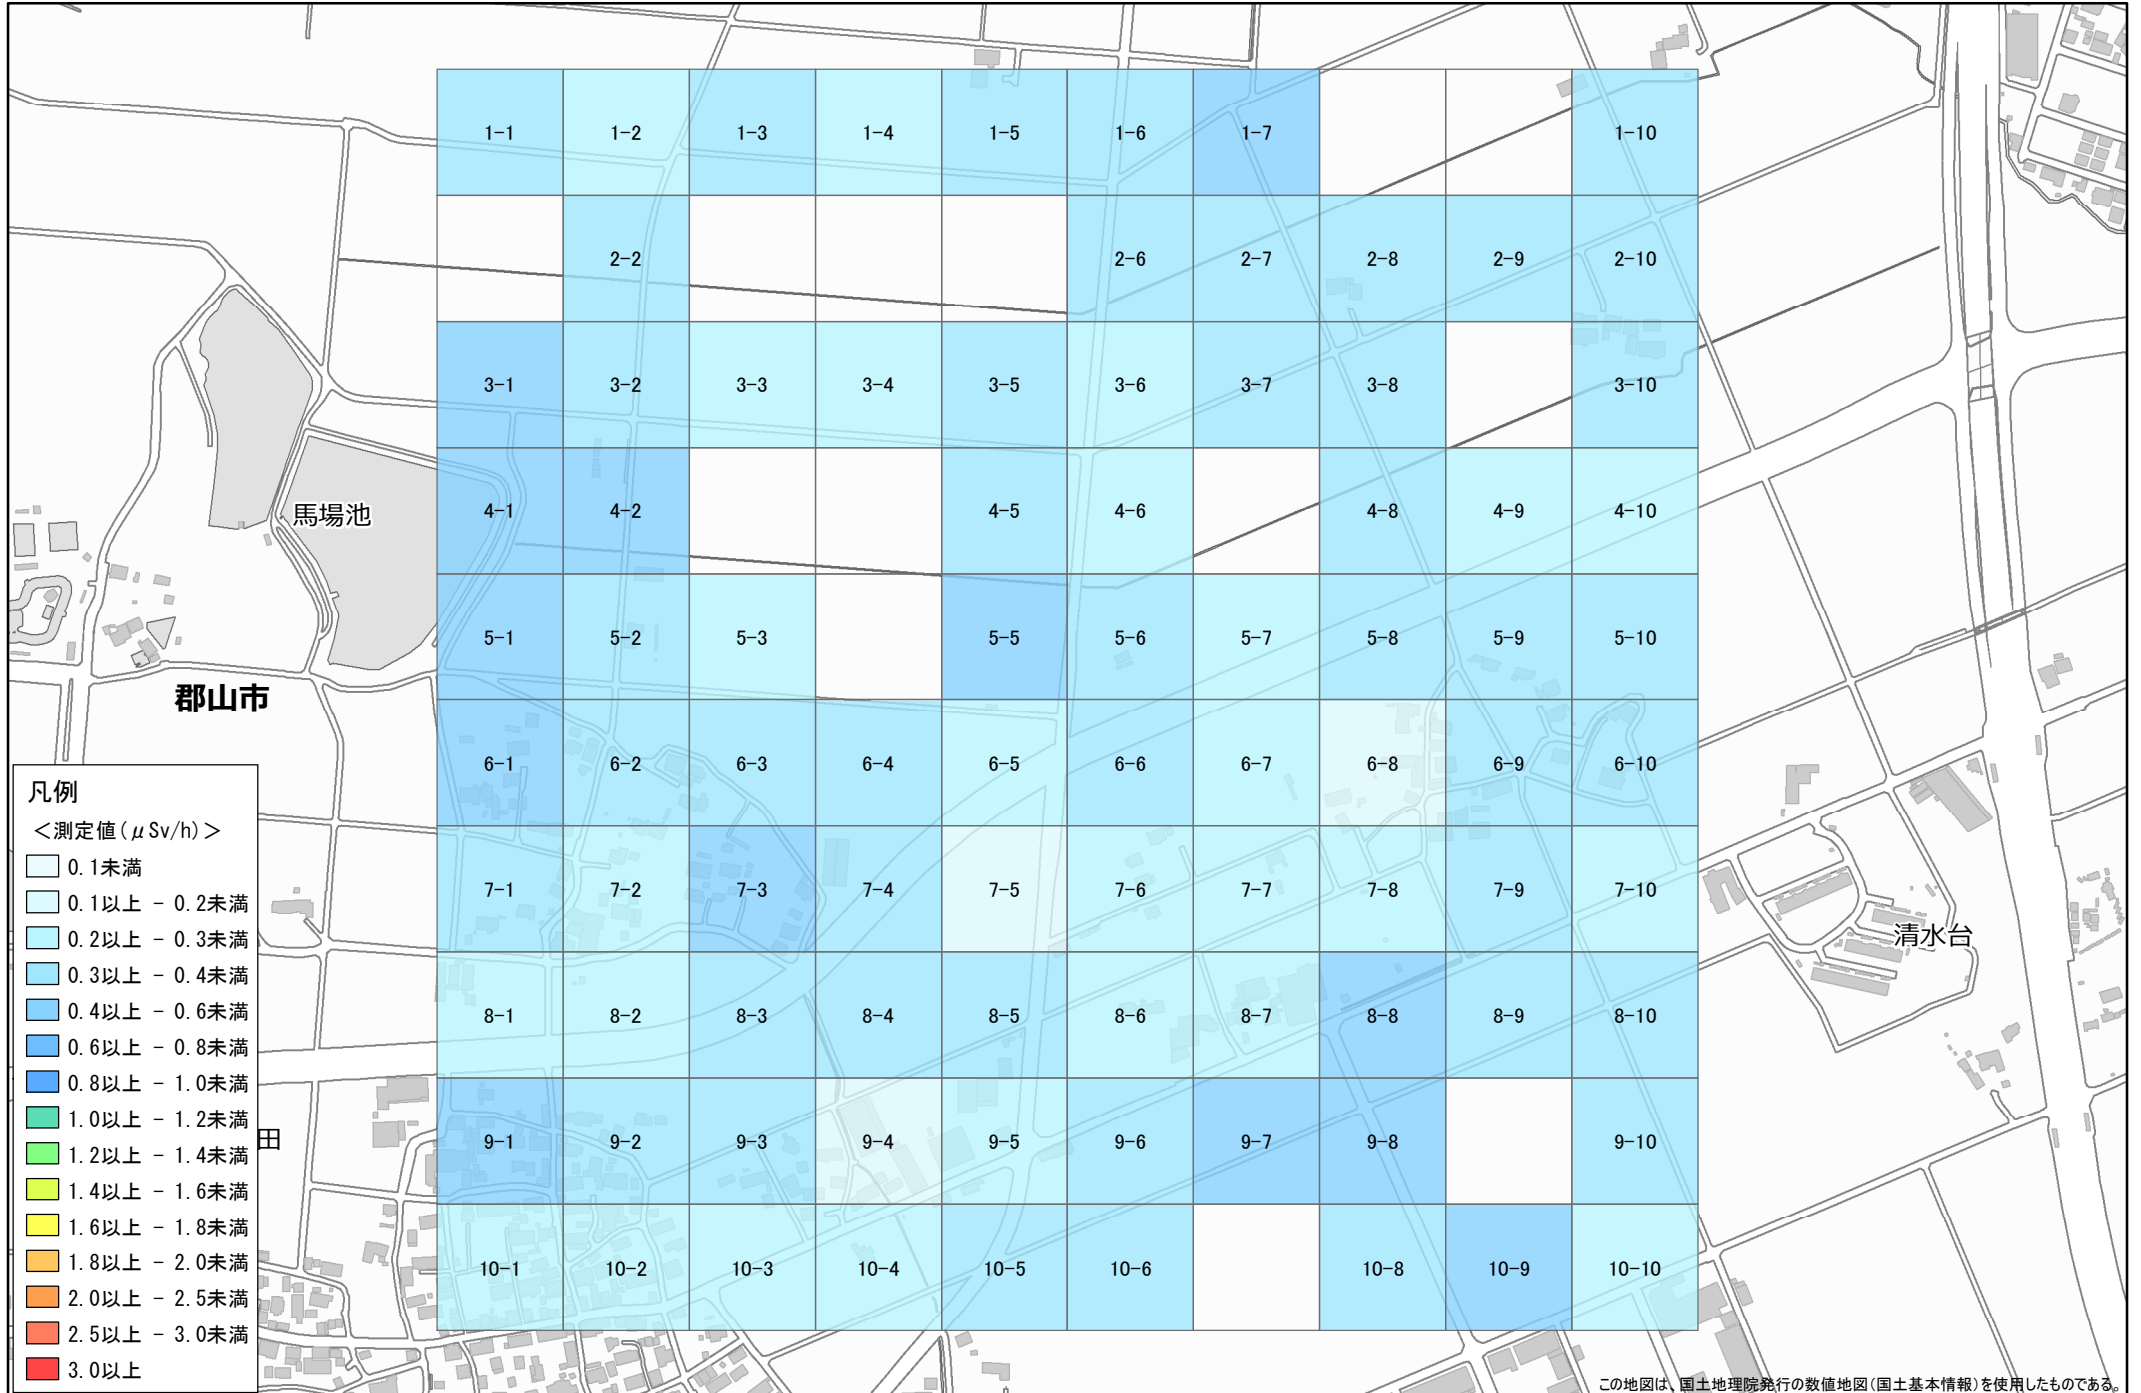 1-1 1-2 1-3 1-4 1-5 1-6 1-7 1-10
2-2 2-6 2-7 2-8 2-9 2-10
3-1 3-2 3-3 3-4 3-5 3-6 3-7 3-8 3-10
4-1 4-2 4-5 4-6 4-8 4-9 4-10
馬場池
5-1 5-2 5-3 5-5 5-6 5-7 5-8 5-9 5-10
郡山市
6-1 6-2 6-3 6-4 6-5 6-6 6-7 6-8 6-9 6-10
7-1 7-2 7-3 7-4 7-5 7-6 7-7 7-8 7-9 7-10
清水台
8-1 8-2 8-3 8-4 8-5 8-6 8-7 8-8 8-9 8-10
田
9-1 9-2 9-3 9-4 9-5 9-6 9-7 9-8 9-10
10-1 10-2 10-3 10-4 10-5 10-6 10-8 10-9 10-10
凡例
＜測定値(μSv/h)＞
0.1未満
0.1以上 － 0.2未満
0.2以上 － 0.3未満
0.3以上 － 0.4未満
0.4以上 － 0.6未満
0.6以上 － 0.8未満
0.8以上 － 1.0未満
1.0以上 － 1.2未満
1.2以上 － 1.4未満
1.4以上 － 1.6未満
1.6以上 － 1.8未満
1.8以上 － 2.0未満
2.0以上 － 2.5未満
2.5以上 － 3.0未満
3.0以上
この地図は、国土地理院発行の数値地図(国土基本情報)を使用したものである。